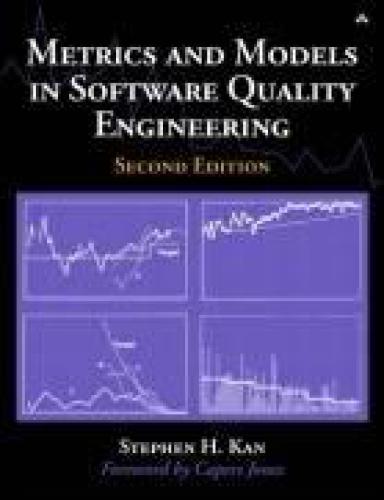 METRICS AND MODELS
IN SOFTWARE QUALITY
ENGINEERING
SECOND EDITION
STEPHEN H. KAN
Foreword by Capers Jones